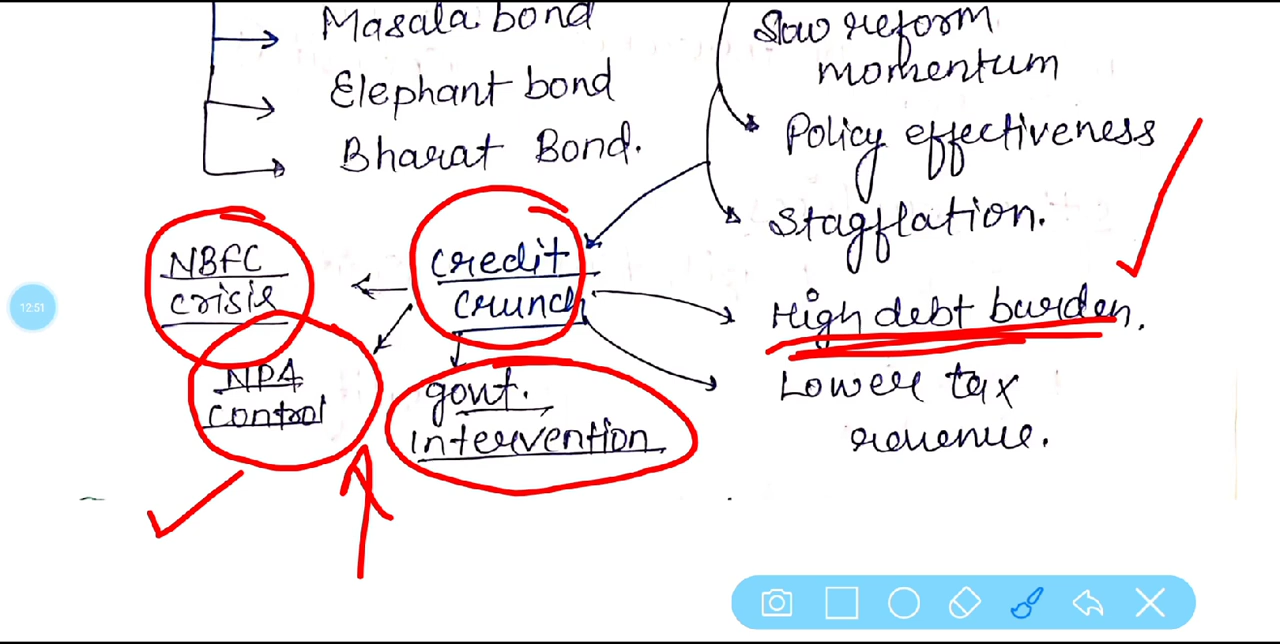 Masala bond
Elephant bond
Bharat Bond.
Slow reform
momentum
Policy effectiveness
Stagflation.
NBFC
crisis
credit
crunch
High debt burden.
NPA
control
govt.
intervention
Lower tax
revenue.
12:51